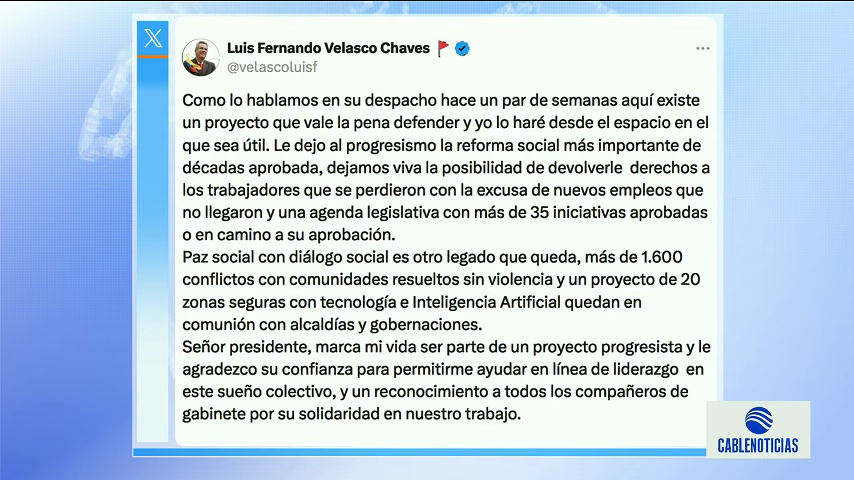 X
Luis Fernando Velasco Chaves
@velascoluisf
Como lo hablamos en su despacho hace un par de semanas aquí existe
un proyecto que vale la pena defender y yo lo haré desde el espacio en el
que sea útil. Le dejo al progresismo la reforma social más importante de
décadas aprobada, dejamos viva la posibilidad de devolverle derechos a
los trabajadores que se perdieron con la excusa de nuevos empleos que
no llegaron y una agenda legislativa con más de 35 iniciativas aprobadas
o en camino a su aprobación.
Paz social con diálogo social es otro legado que queda, más de 1.600
conflictos con comunidades resueltos sin violencia y un proyecto de 20
zonas seguras con tecnología e Inteligencia Artificial quedan en
comunión con alcaldías y gobernaciones.
Señor presidente, marca mi vida ser parte de un proyecto progresista y le
agradezco su confianza para permitirme ayudar en línea de liderazgo en
este sueño colectivo, y un reconocimiento a todos los compañeros de
gabinete por su solidaridad en nuestro trabajo.
CABLENOTICIAS